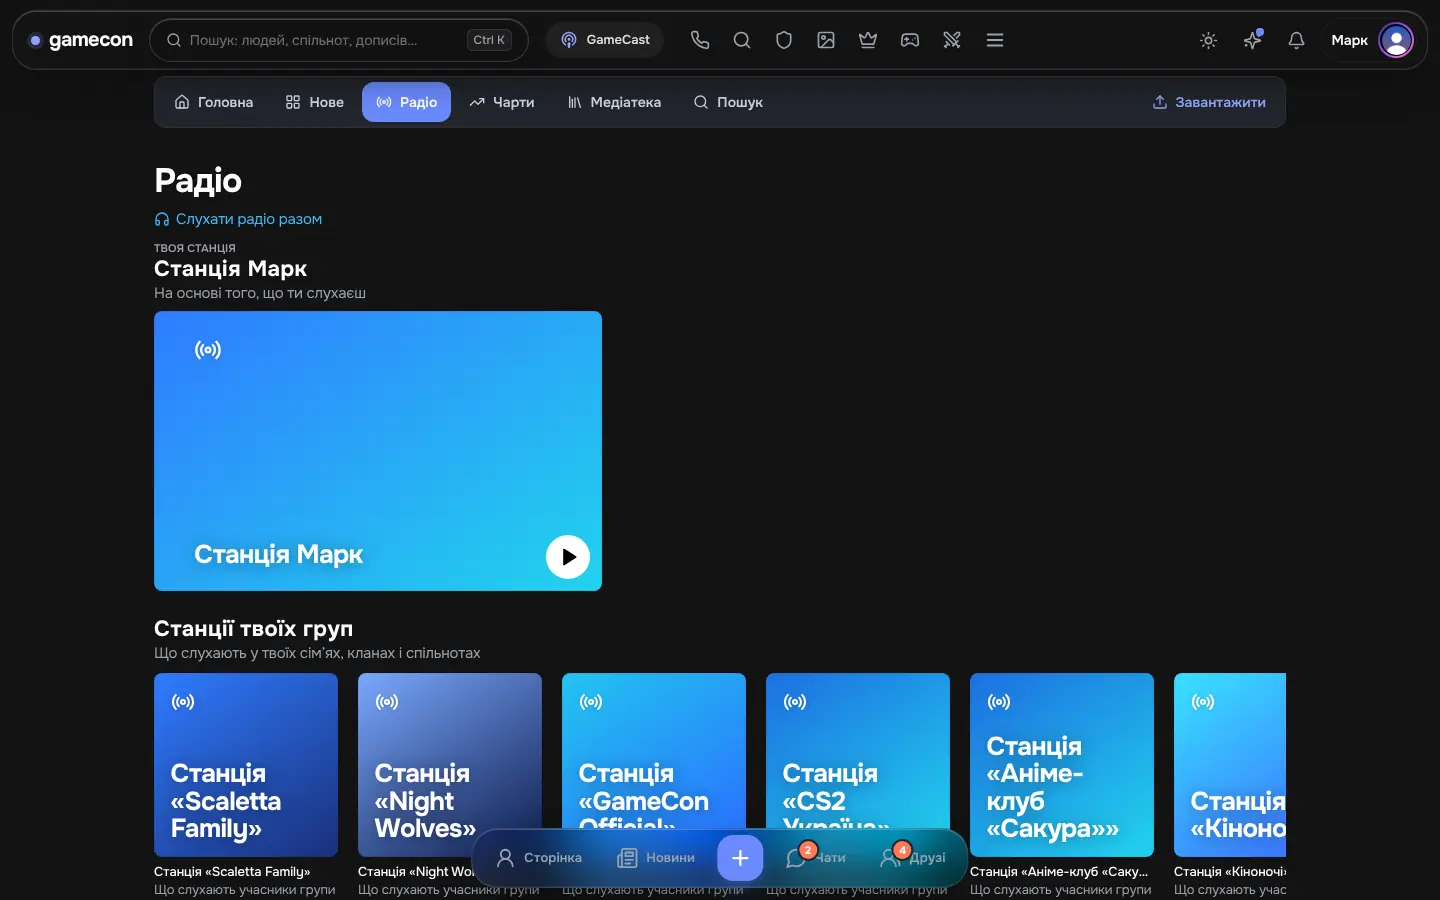 gamecon
Пошук: людей, спільнот, дописів...
Ctrl K
GameCast
Марк
Головна
Нове
Радіо
Чарти
Медіатека
Пошук
Завантажити
Радіо
Слухати радіо разом
ТВОЯ СТАНЦІЯ
Станція Марк
На основі того, що ти слухаєш
Станція Марк
Станції твоїх груп
Що слухають у твоїх сім'ях, кланах і спільнотах
Станція
«Scaletta
Family»
Станція
«Night
Wolves»
Станція
«GameCon
Official»
Станція
«CS2
Україна»
Станція
«Аніме-
клуб
«Сакура»»
Станція
«Кіноно
Станція «Scaletta Family»
Що слухають учасники групи
Станція «Night Wol
Що слухають учасники групи
Що слухають учасники групи
Що слухають учасники групи
Станція «Аніме-клуб «Саку...
Що слухають учасники групи
Станція «Кіноночі»
Що слухають учас
Сторінка
Новини
2
Чати
4
Друзі